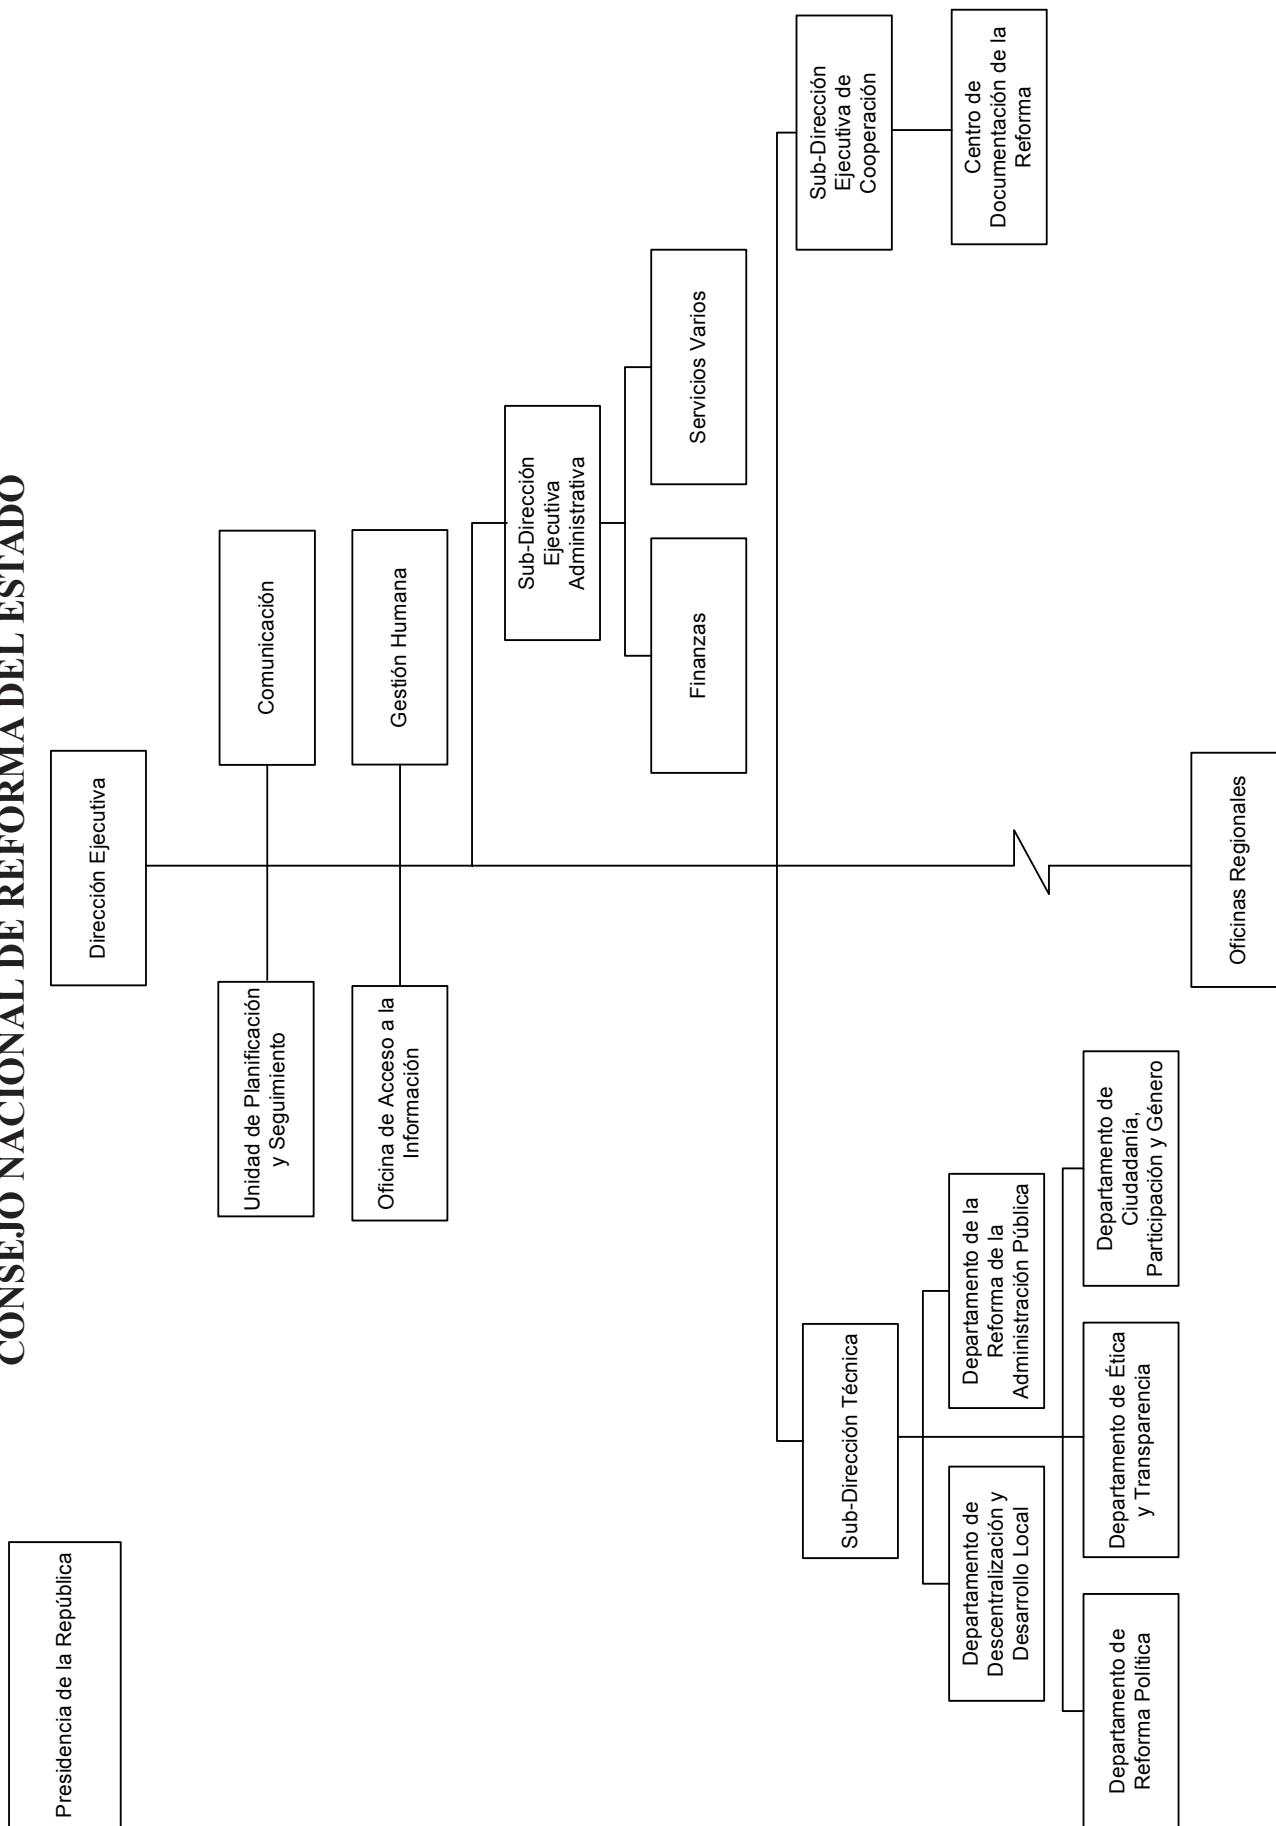 CONSEJO NACIONAL DE REFORMA DEL ESTADO
Presidencia de la República
Dirección Ejecutiva
Unidad de Planificación
y Seguimiento
Comunicación
Oficina de Acceso a la
Información
Gestión Humana
Sub-Dirección
Ejecutiva
Administrativa
Finanzas
Servicios Varios
Sub-Dirección Técnica
Sub-Dirección
Ejecutiva de
Cooperación
Departamento de
Descentralización y
Desarrollo Local
Departamento de la
Reforma de la
Administración Pública
Centro de
Documentación de la
Reforma
Departamento de
Reforma Política
Departamento de Ética
y Transparencia
Departamento de
Ciudadanía,
Participación y Género
Oficinas Regionales